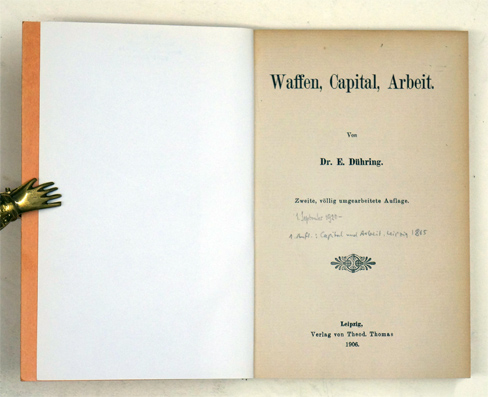 Waffen, Capital, Arbeit.
Von
Dr. E. Dühring.
Zweite, völlig umgearbeitete Auflage.
1. Aufl.: Capital und Arbeit. Leipzig 1865
Leipzig.
Verlag von Theod. Thomas
1906.